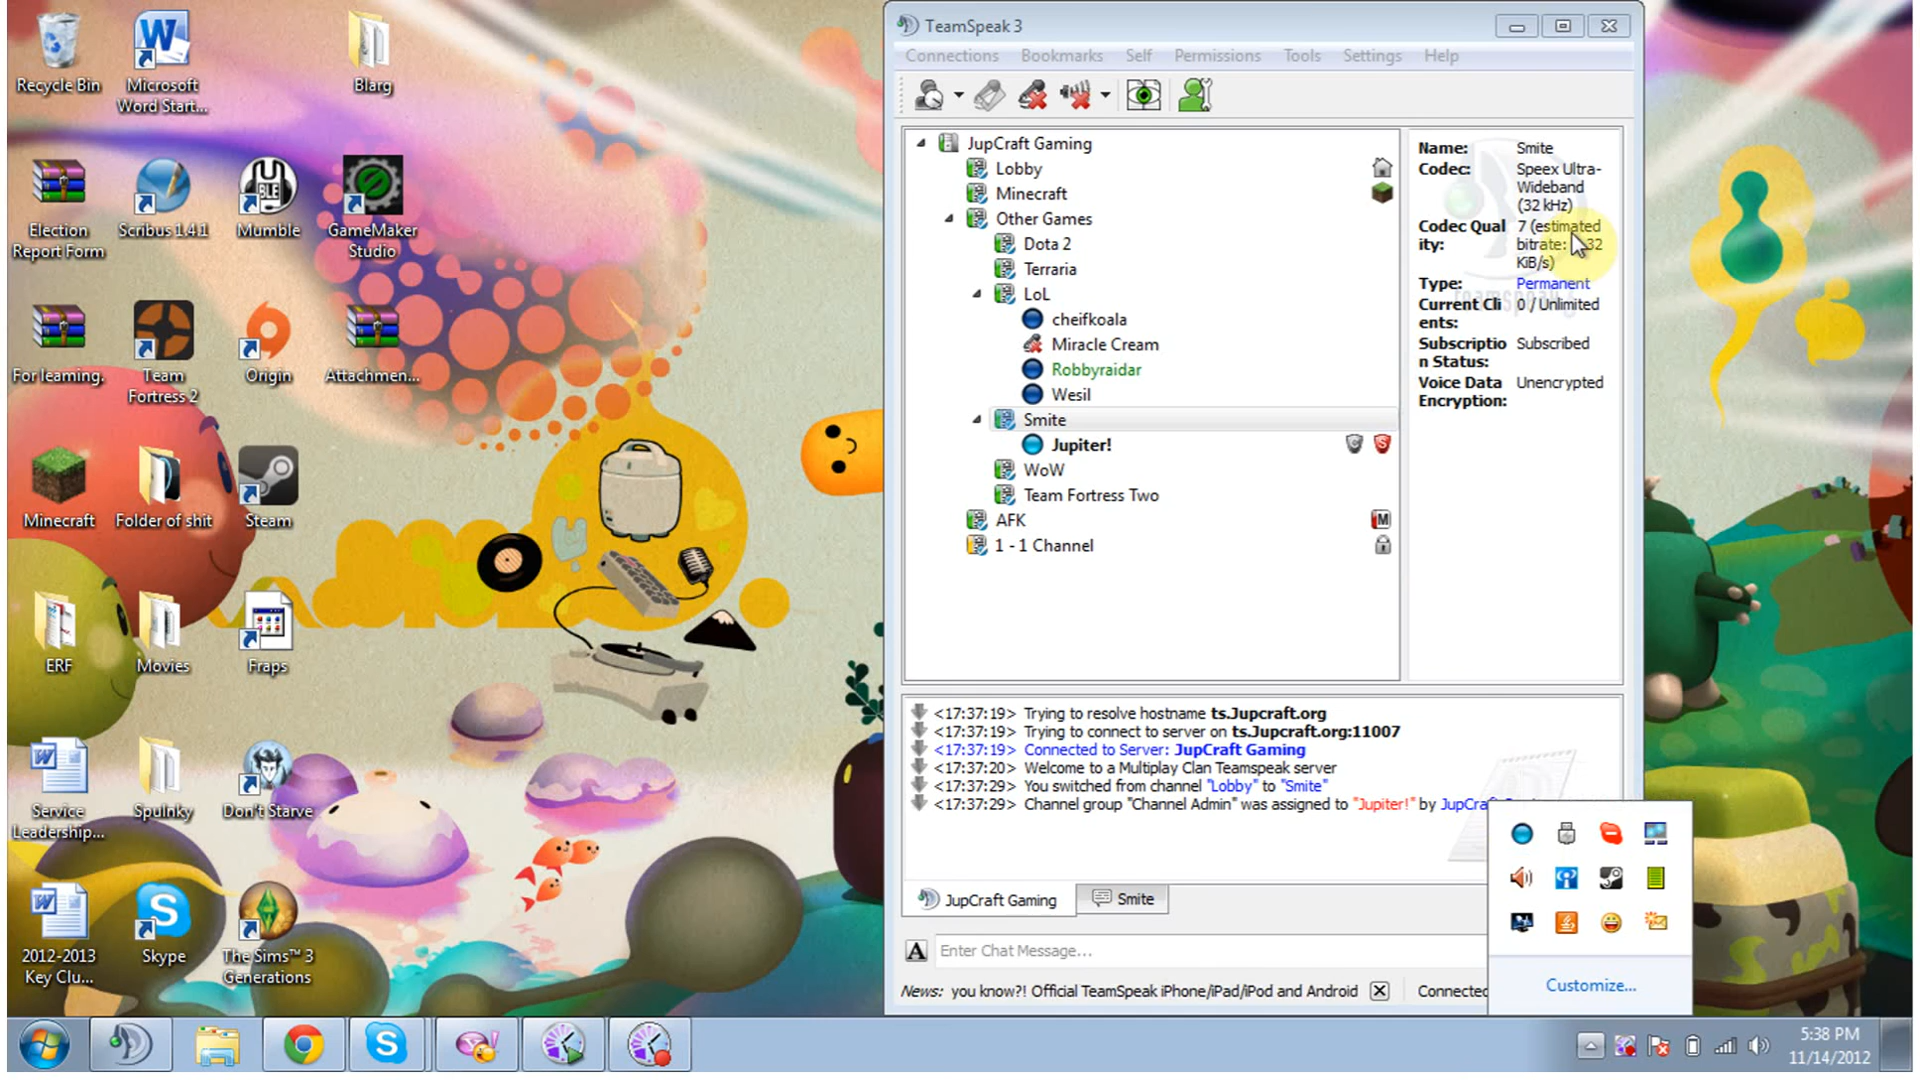 Recycle Bin
Microsoft
Word Start...
Blarg
Election
Report Form
Scribus 1.4.1
Mumble
GameMaker
Studio
For learning.
Team
Fortress 2
Origin
Attachmen...
Minecraft
Folder of shit
Steam
ERF
Movies
Fraps
Service
Leadership...
Spulnky
Don't Starve
2012-2013
Key Clu...
Skype
The Sims™ 3
Generations
TeamSpeak 3
Connections Bookmarks Self Permissions Tools Settings Help
JupCraft Gaming
Lobby
Minecraft
Other Games
Dota 2
Terraria
LoL
cheifkoala
Miracle Cream
Robbyraidar
Wesil
Smite
Jupiter!
WoW
Team Fortress Two
AFK
1 - 1 Channel
Name: Smite
Codec: Speex Ultra-
Wideband
(32 kHz)
Codec Qual 7 (estimated
ity: bitrate: 32
KiB/s)
Type: Permanent
Current Cli 0 / Unlimited
ents:
Subscriptio Subscribed
n Status:
Voice Data Unencrypted
Encryption:
<17:37:19> Trying to resolve hostname ts.Jupcraft.org
<17:37:19> Trying to connect to server on ts.Jupcraft.org:11007
<17:37:19> Connected to Server: JupCraft Gaming
<17:37:20> Welcome to a Multiplay Clan Teamspeak server
<17:37:29> You switched from channel "Lobby" to "Smite"
<17:37:29> Channel group "Channel Admin" was assigned to "Jupiter!" by JupCra
JupCraft Gaming
Smite
A Enter Chat Message...
News: you know?! Official TeamSpeak iPhone/iPad/iPod and Android
Connected
Customize...
5:38 PM
11/14/2012